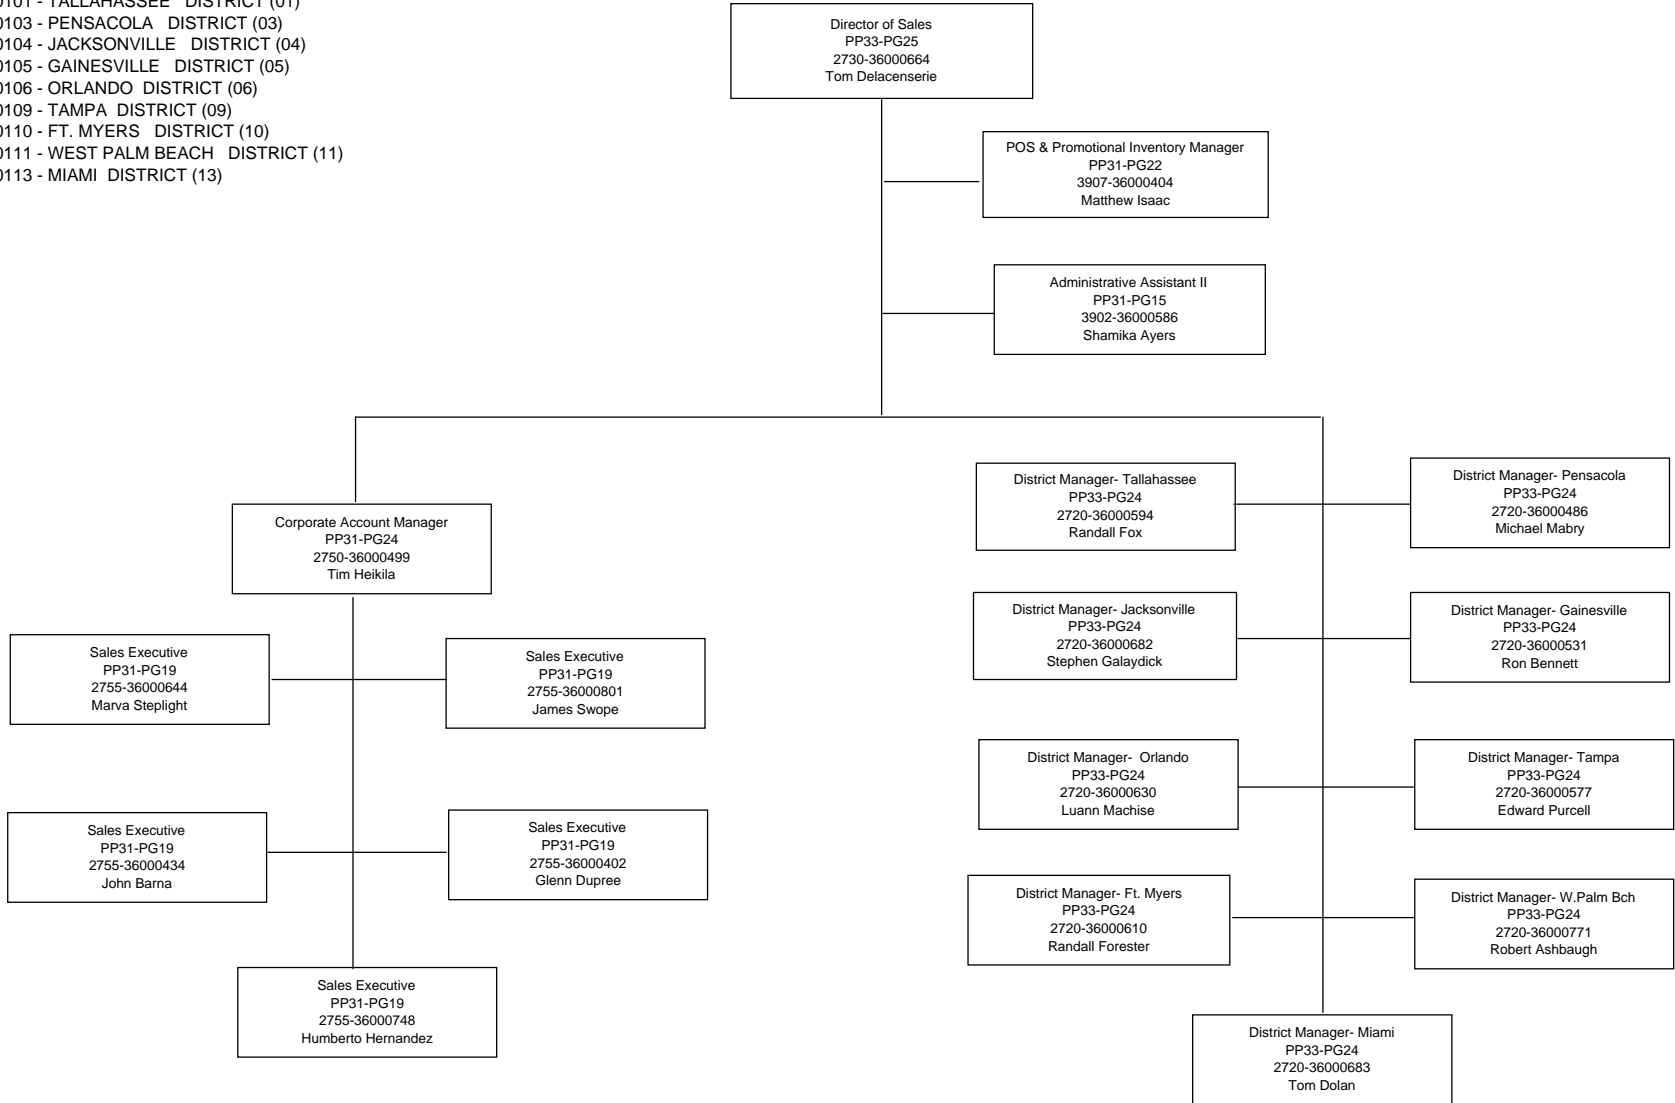 0101 - TALLAHASSEE DISTRICT (01)
0103 - PENSACOLA DISTRICT (03)
0104 - JACKSONVILLE DISTRICT (04)
0105 - GAINESVILLE DISTRICT (05)
0106 - ORLANDO DISTRICT (06)
0109 - TAMPA DISTRICT (09)
0110 - FT. MYERS DISTRICT (10)
0111 - WEST PALM BEACH DISTRICT (11)
0113 - MIAMI DISTRICT (13)
Director of Sales
PP33-PG25
2730-36000664
Tom Delacenserie
POS & Promotional Inventory Manager
PP31-PG22
3907-36000404
Matthew Isaac
Administrative Assistant II
PP31-PG15
3902-36000586
Shamika Ayers
Corporate Account Manager
PP31-PG24
2750-36000499
Tim Heikila
Sales Executive
PP31-PG19
2755-36000644
Marva Steplight
Sales Executive
PP31-PG19
2755-36000801
James Swope
Sales Executive
PP31-PG19
2755-36000434
John Barna
Sales Executive
PP31-PG19
2755-36000402
Glenn Dupree
Sales Executive
PP31-PG19
2755-36000748
Humberto Hernandez
District Manager- Tallahassee
PP33-PG24
2720-36000594
Randall Fox
District Manager- Pensacola
PP33-PG24
2720-36000486
Michael Mabry
District Manager- Jacksonville
PP33-PG24
2720-36000682
Stephen Galaydick
District Manager- Gainesville
PP33-PG24
2720-36000531
Ron Bennett
District Manager- Orlando
PP33-PG24
2720-36000630
Luann Machise
District Manager- Tampa
PP33-PG24
2720-36000577
Edward Purcell
District Manager- Ft. Myers
PP33-PG24
2720-36000610
Randall Forester
District Manager- W.Palm Bch
PP33-PG24
2720-36000771
Robert Ashbaugh
District Manager- Miami
PP33-PG24
2720-36000683
Tom Dolan